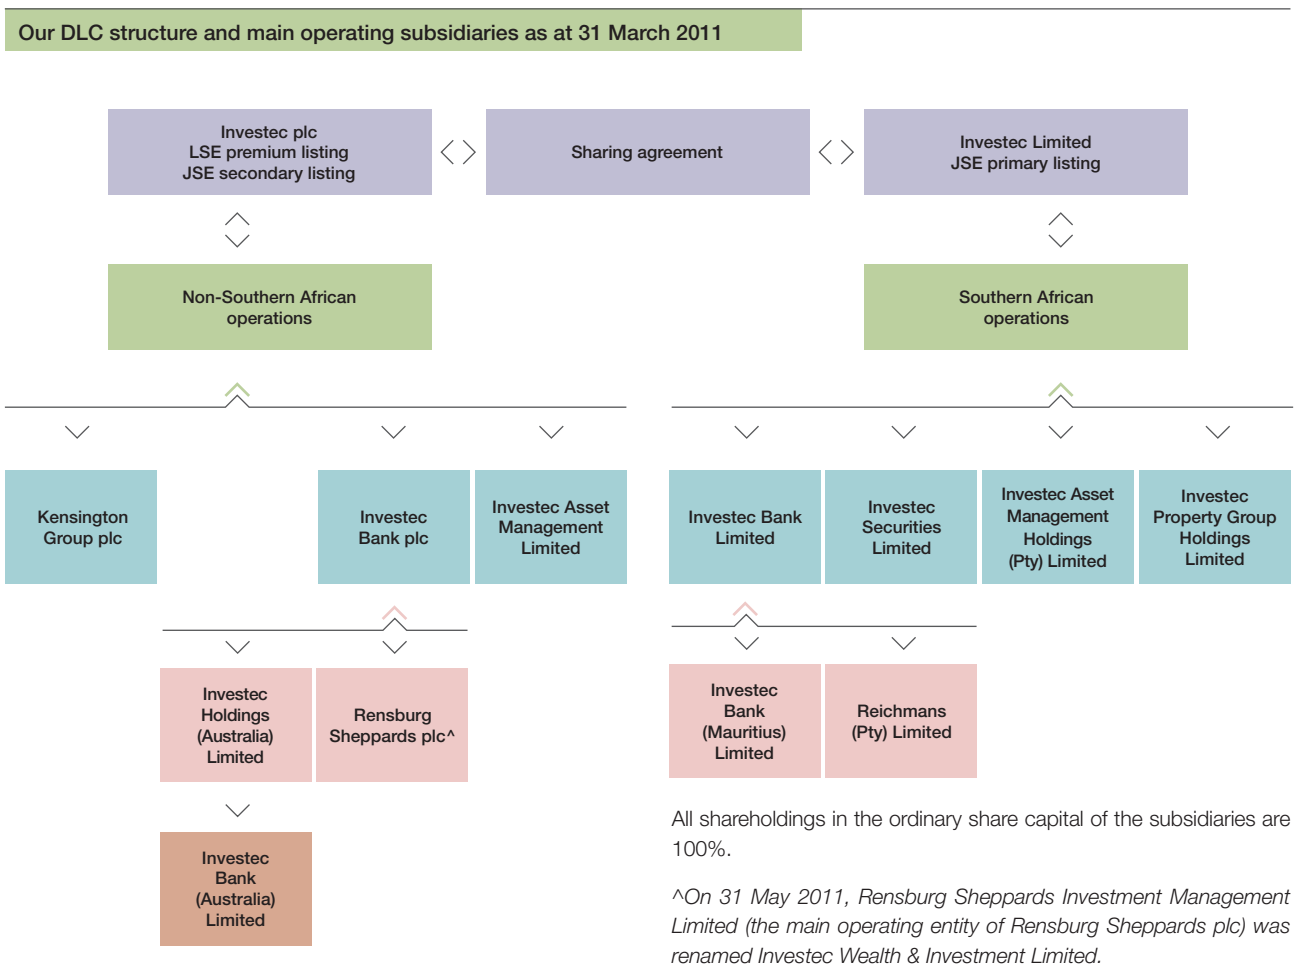 Our DLC structure and main operating subsidiaries as at 31 March 2011
Investec plc
LSE premium listing
JSE secondary listing
Sharing agreement
Investec Limited
JSE primary listing
Non-Southern African
operations
Southern African
operations
Kensington
Group plc
Investec
Bank plc
Investec Asset
Management
Limited
Investec Bank
Limited
Investec
Securities
Limited
Investec Asset
Management
Holdings
(Pty) Limited
Investec
Property Group
Holdings
Limited
Investec
Holdings
(Australia)
Limited
Rensburg
Sheppards plc^
Investec
Bank
(Mauritius)
Limited
Reichmans
(Pty) Limited
Investec
Bank
(Australia)
Limited
All shareholdings in the ordinary share capital of the subsidiaries are
100%.
^On 31 May 2011, Rensburg Sheppards Investment Management
Limited (the main operating entity of Rensburg Sheppards plc) was
renamed Investec Wealth & Investment Limited.